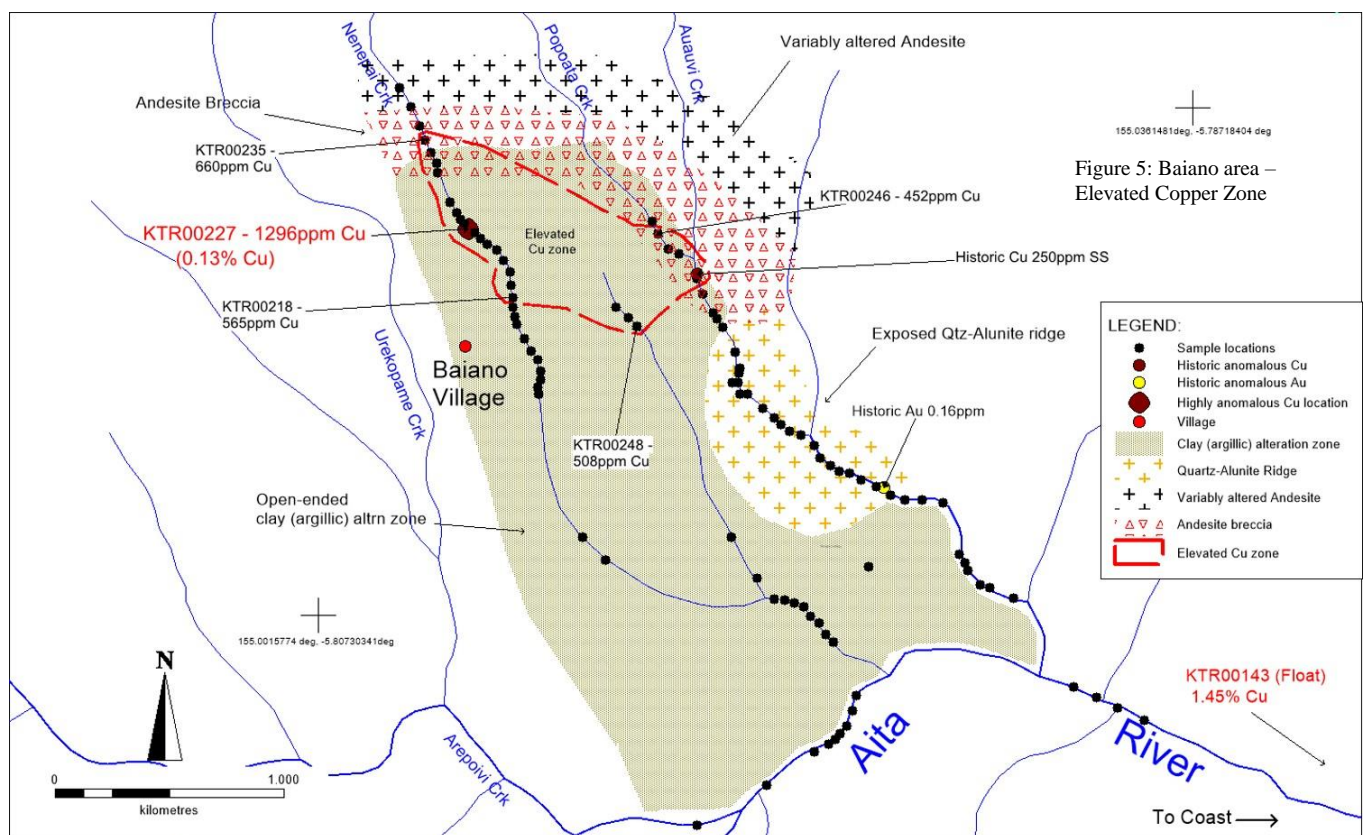 Nenepai Crk
Popoata Crk
Auauvi Crk
Variably altered Andesite
Andesite Breccia
155.0361481deg, -5.78718404 deg
KTR00235 -
660ppm Cu
Figure 5: Baiano area –
Elevated Copper Zone
KTR00246 - 452ppm Cu
KTR00227 - 1296ppm Cu
(0.13% Cu)
Elevated
Cu zone
Historic Cu 250ppm SS
KTR00218 -
565ppm Cu
Urekopame Crk
Baiano
Village
Exposed Qtz-Alunite ridge
Historic Au 0.16ppm
KTR00248 -
508ppm Cu
Open-ended
clay (argillic) altrn zone
LEGEND:
Sample locations
Historic anomalous Cu
Historic anomalous Au
Highly anomalous Cu location
Village
Clay (argillic) alteration zone
Quartz-Alunite Ridge
Variably altered Andesite
Andesite breccia
Elevated Cu zone
155.0015774 deg. -5.80730341deg
N
0 1.000
kilometres
Arepoivi Crk
Aita
River
KTR00143 (Float)
1.45% Cu
To Coast